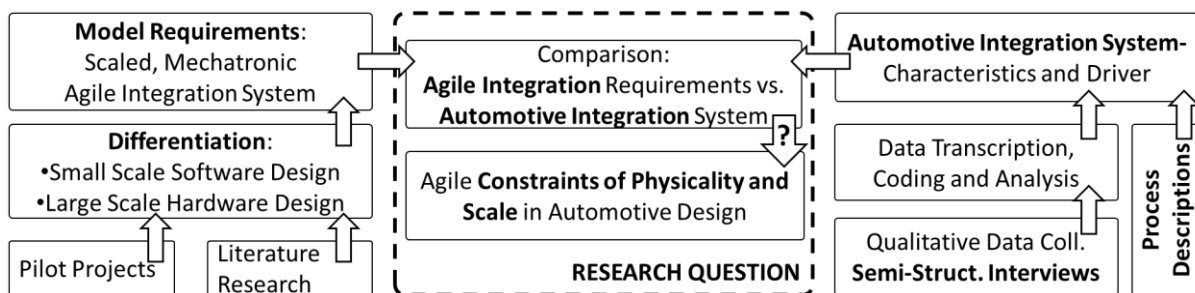 Model Requirements:
Scaled, Mechatronic
Agile Integration System
Differentiation:
•Small Scale Software Design
•Large Scale Hardware Design
Pilot Projects
Literature
Research
Comparison:
Agile Integration Requirements vs.
Automotive Integration System
?
Agile Constraints of Physicality and
Scale in Automotive Design
RESEARCH QUESTION
Automotive Integration System-
Characteristics and Driver
Data Transcription,
Coding and Analysis
Qualitative Data Coll.
Semi-Struct. Interviews
Process
Descriptions